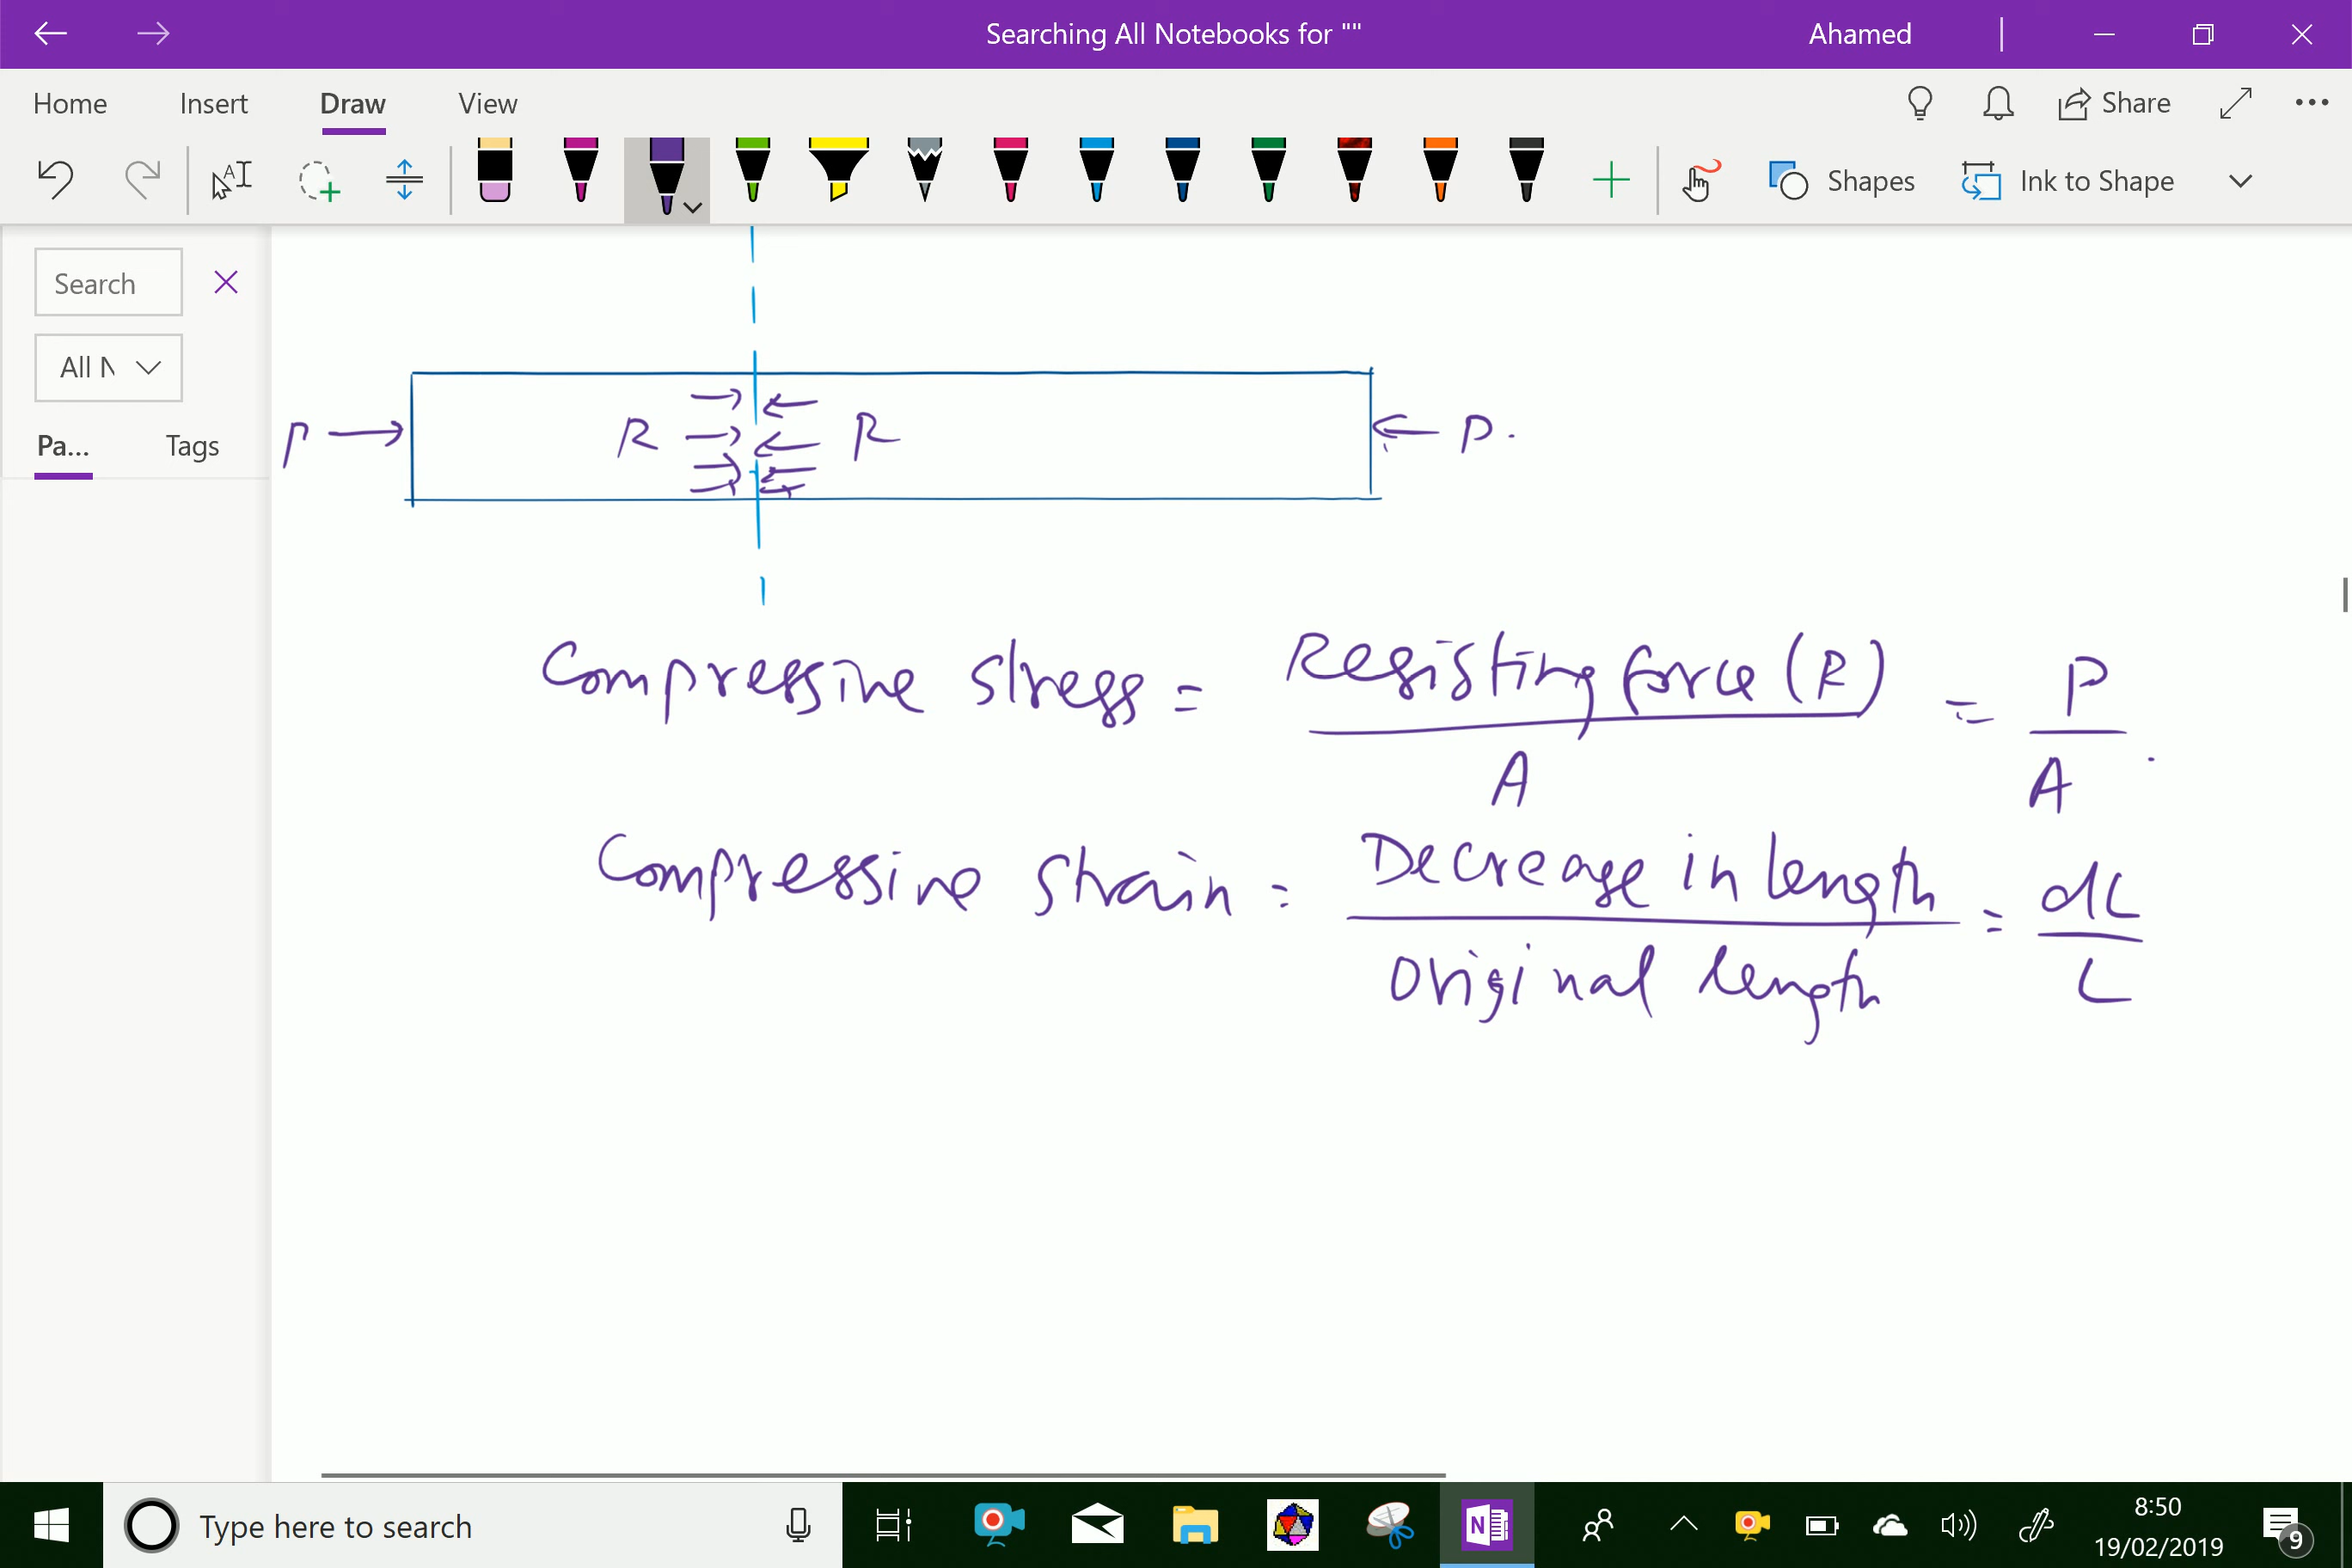 Searching All Notebooks for ""
Ahamed
Home Insert Draw View
Share
Shapes
Ink to Shape
Search
All N
Pa... Tags
P R R P.
Compressive stress = Resisting force (R) / A = P / A .
Compressive strain = Decrease in length / Original length = dL / L
Type here to search
N
8:50
19/02/2019
9